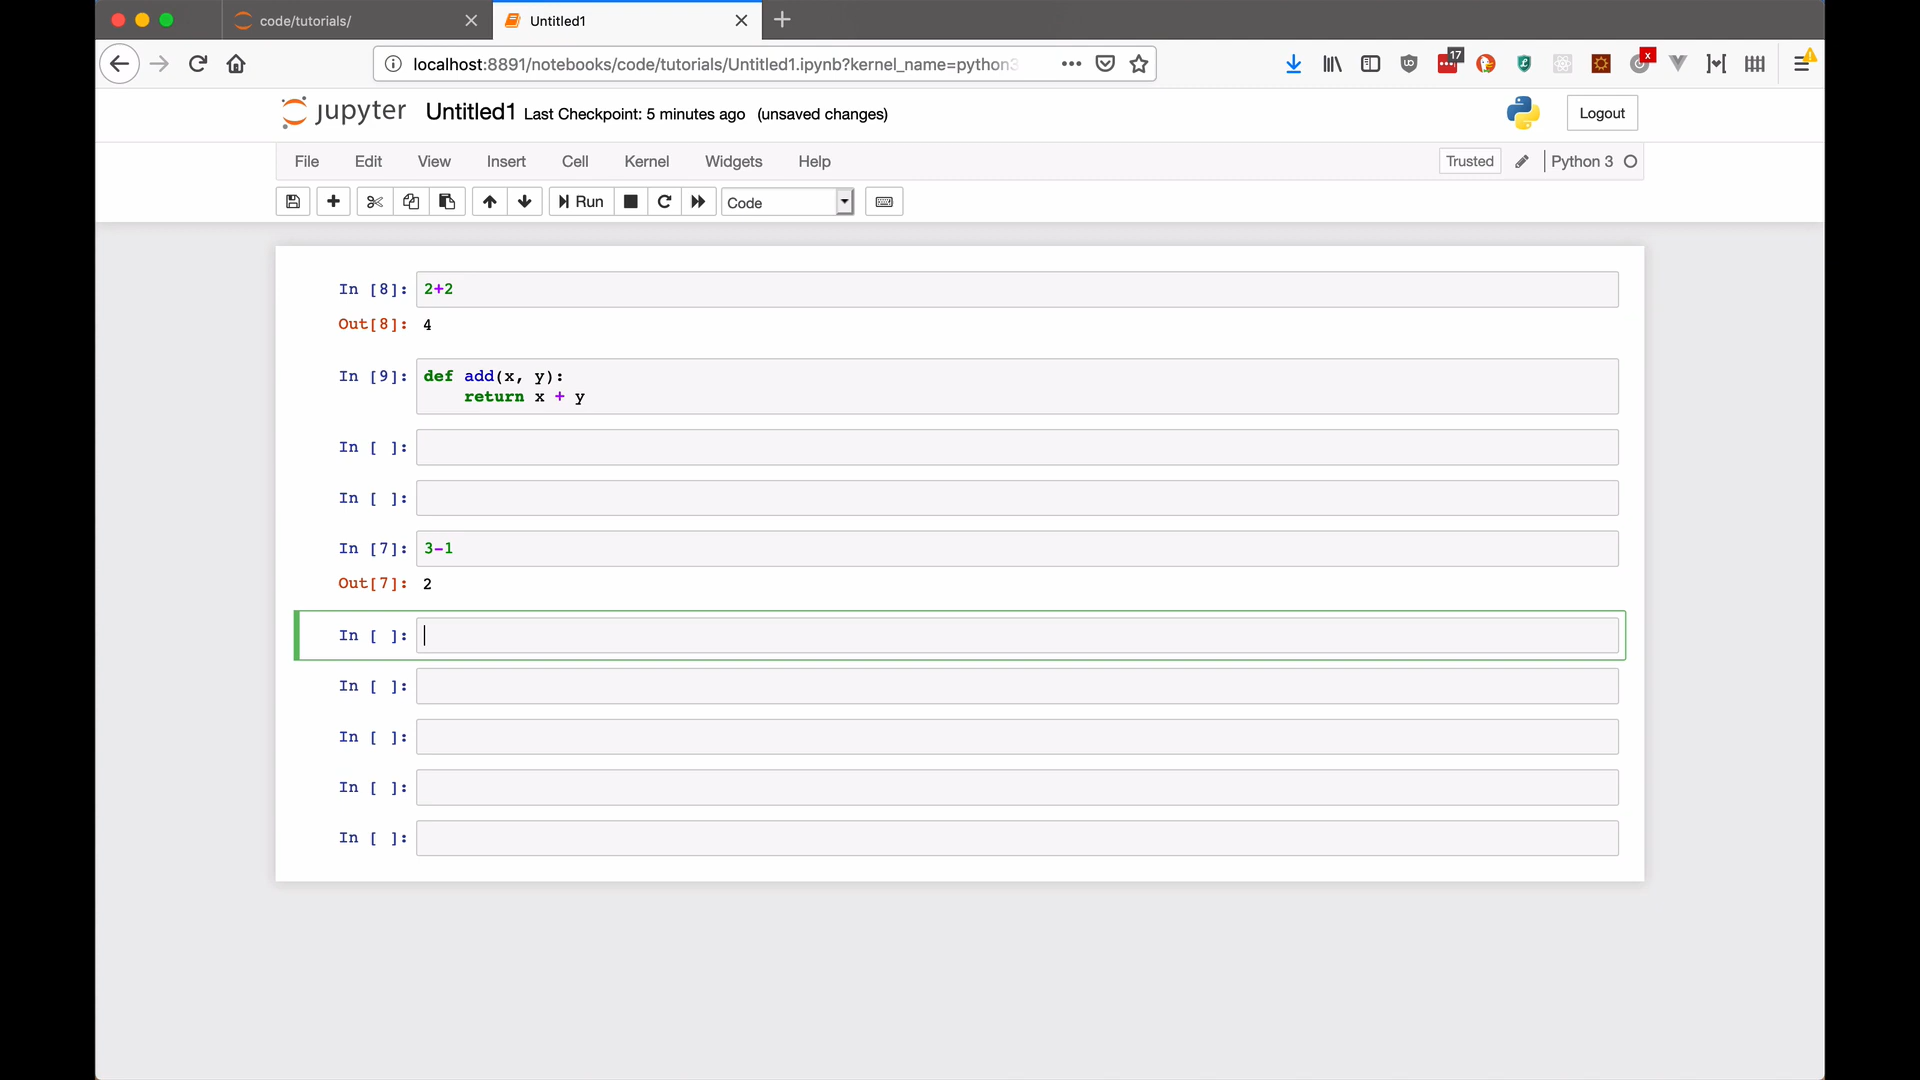 code/tutorials/
Untitled1
localhost:8891/notebooks/code/tutorials/Untitled1.ipynb?kernel_name=python3
17
x
jupyter Untitled1 Last Checkpoint: 5 minutes ago (unsaved changes)
Logout
File Edit View Insert Cell Kernel Widgets Help
Trusted
Python 3
Run
Code
In [8]: 2+2
Out[8]: 4
In [9]: def add(x, y):
return x + y
In [ ]:
In [ ]:
In [7]: 3-1
Out[7]: 2
In [ ]:
In [ ]:
In [ ]:
In [ ]:
In [ ]: